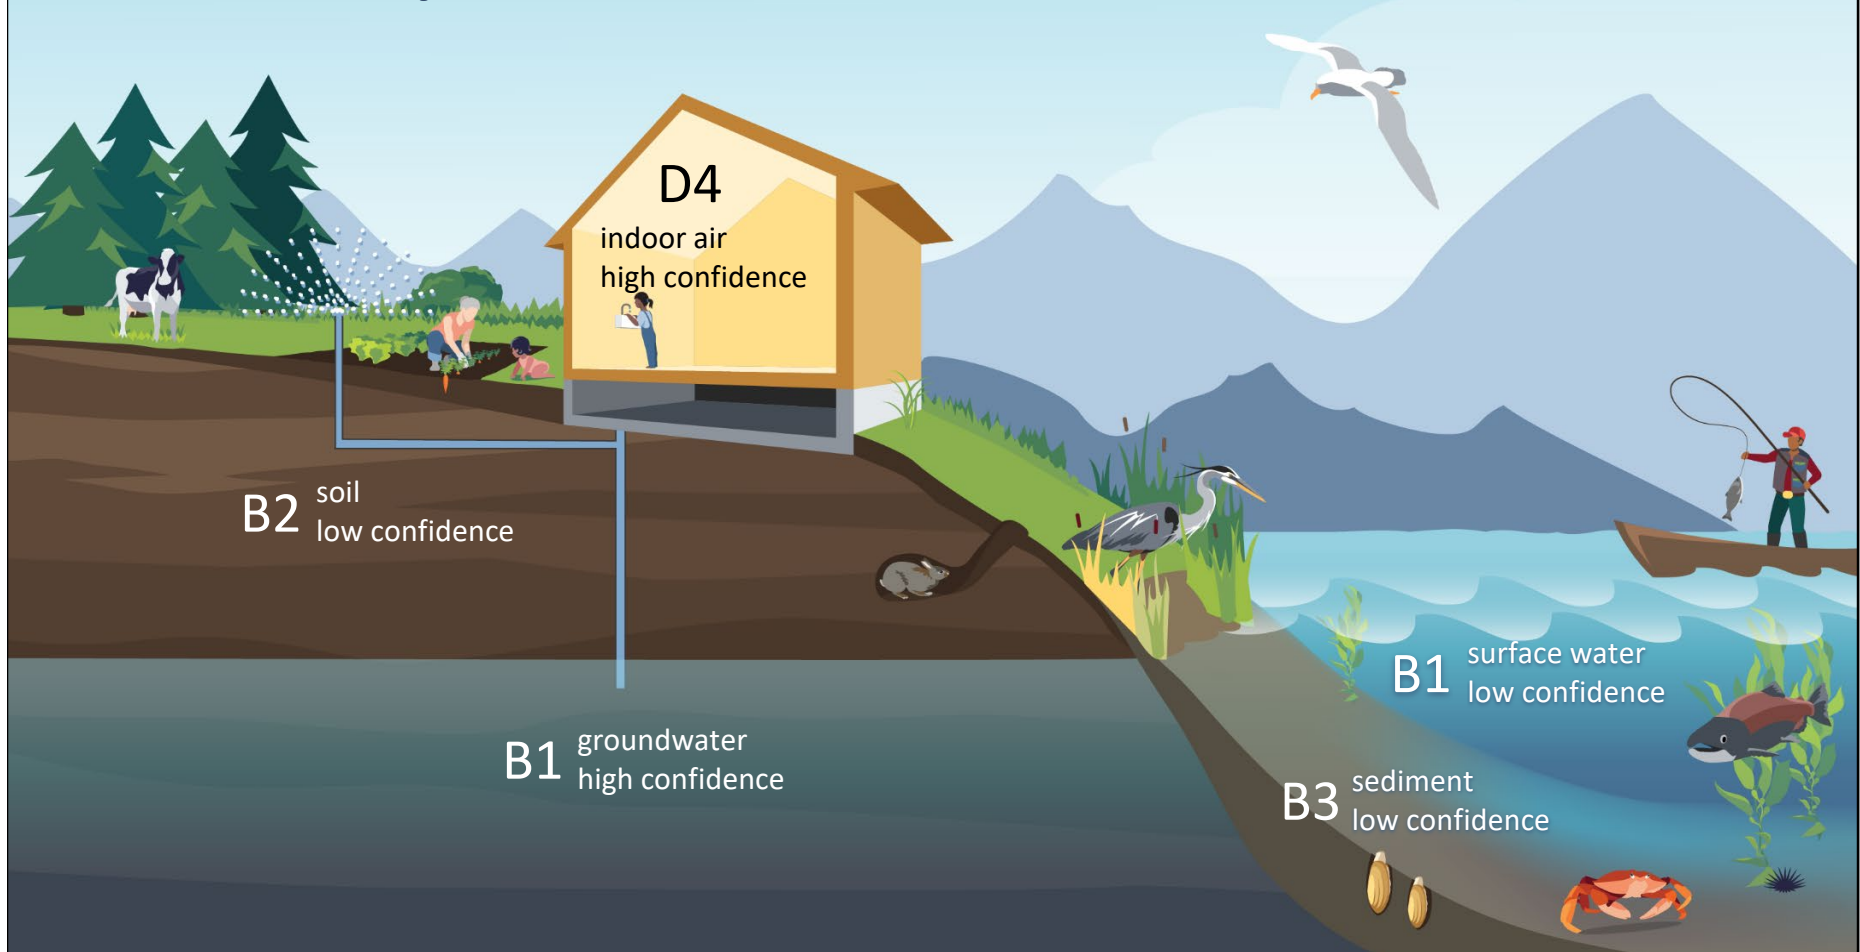 D4
indoor air
high confidence
B2
soil
low confidence
B1
surface water
low confidence
B1
groundwater
high confidence
B3
sediment
low confidence